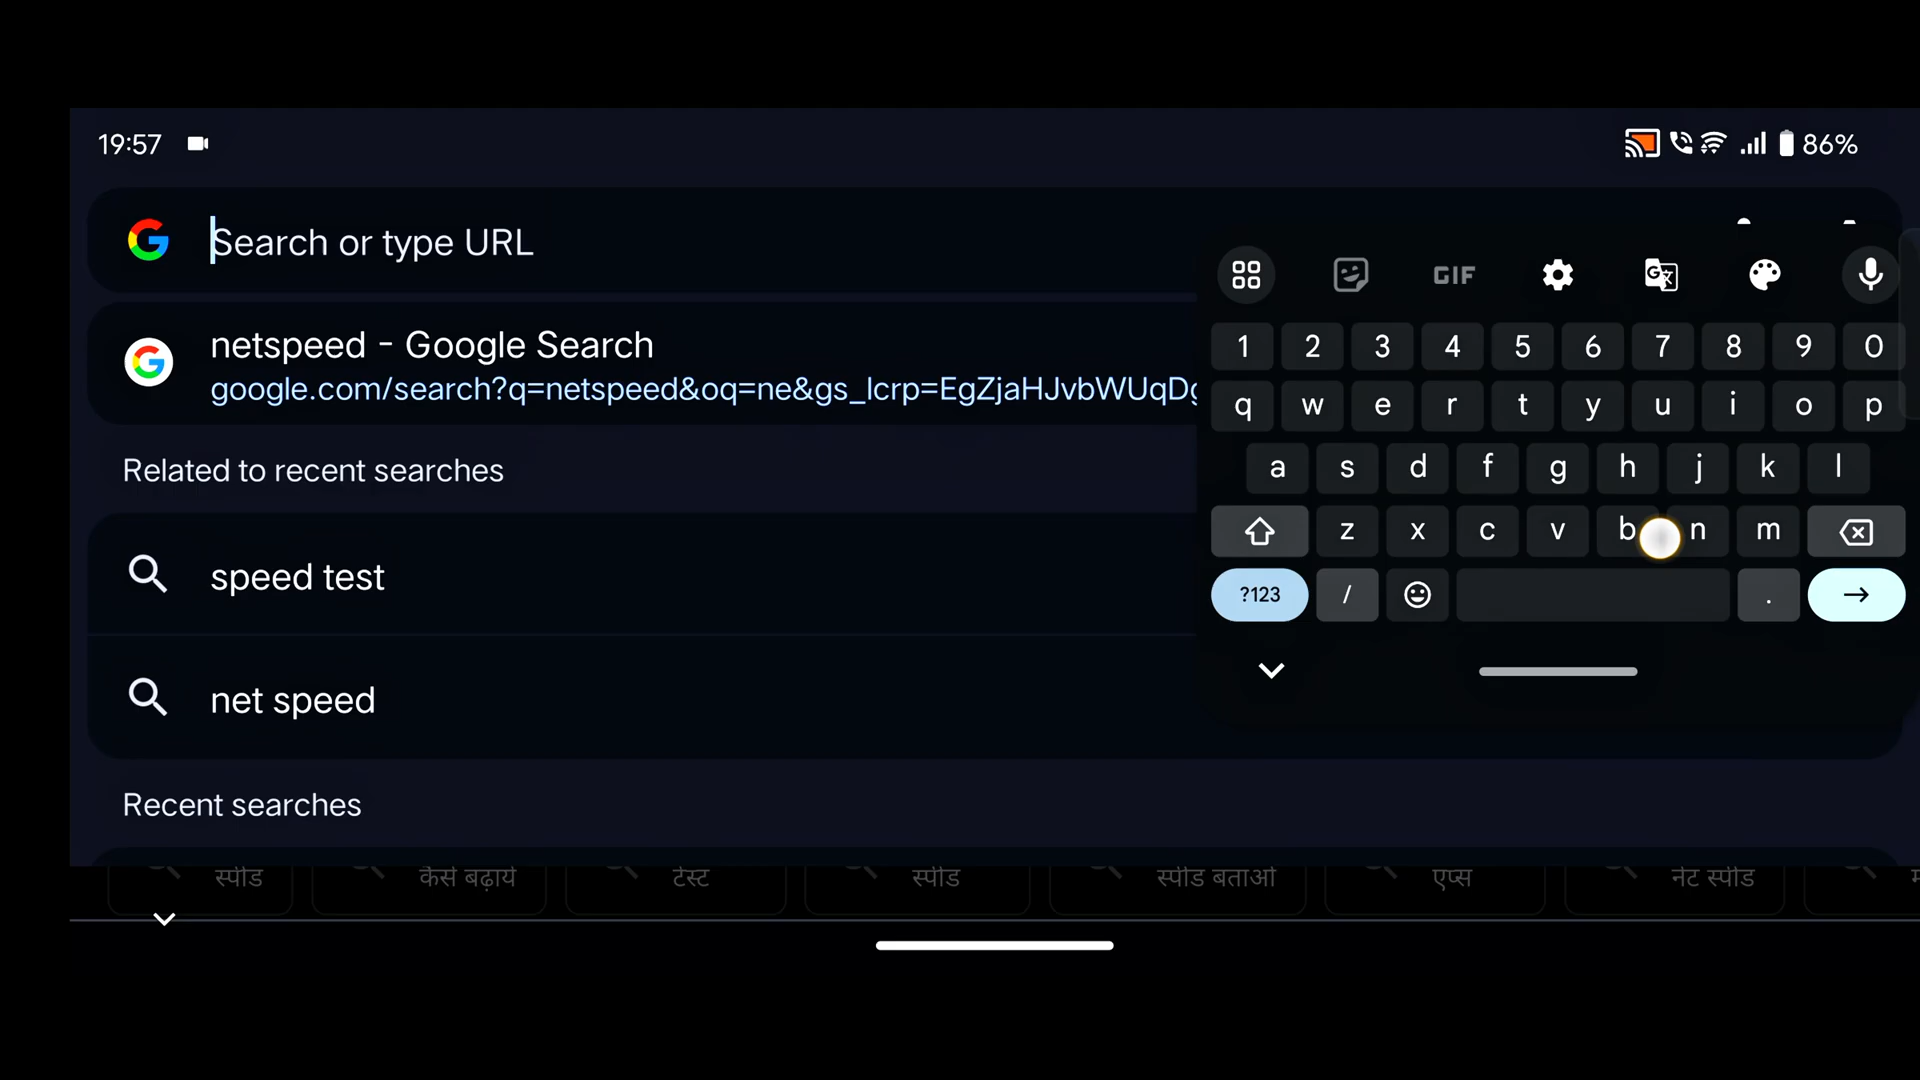 19:57
86%
Search or type URL
netspeed - Google Search
google.com/search?q=netspeed&oq=ne&gs_lcrp=EgZjaHJvbWUqDg
Related to recent searches
speed test
net speed
Recent searches
GIF
1 2 3 4 5 6 7 8 9 0
q w e r t y u i o p
a s d f g h j k l
z x c v b n m
?123 / .
स्पीड कैसे बढ़ाये टेस्ट स्पीड स्पीड बताओ एप्स नेट स्पीड